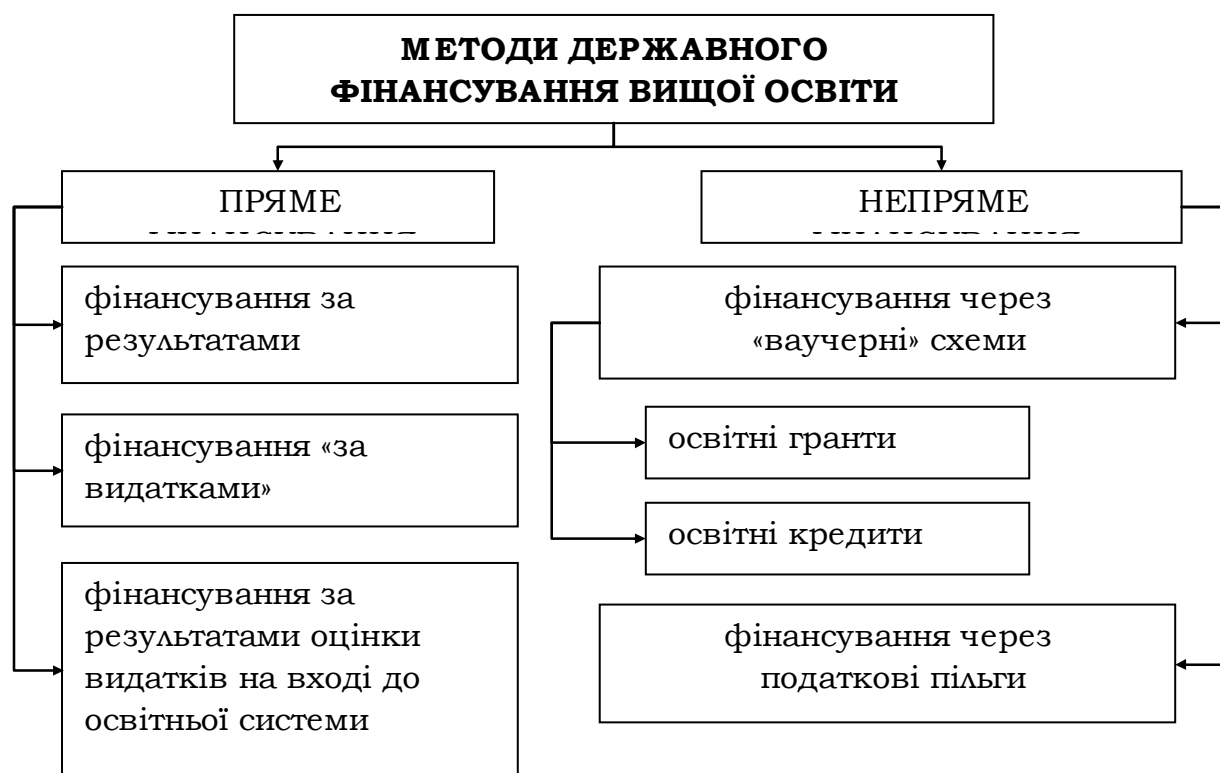 МЕТОДИ ДЕРЖАВНОГО
ФІНАНСУВАННЯ ВИЩОЇ ОСВІТИ
ПРЯМЕ
НЕПРЯМЕ
фінансування за
результатами
фінансування «за
видатками»
фінансування за
результатами оцінки
видатків на вході до
освітньої системи
фінансування через
«ваучерні» схеми
освітні гранти
освітні кредити
фінансування через
податкові пільги